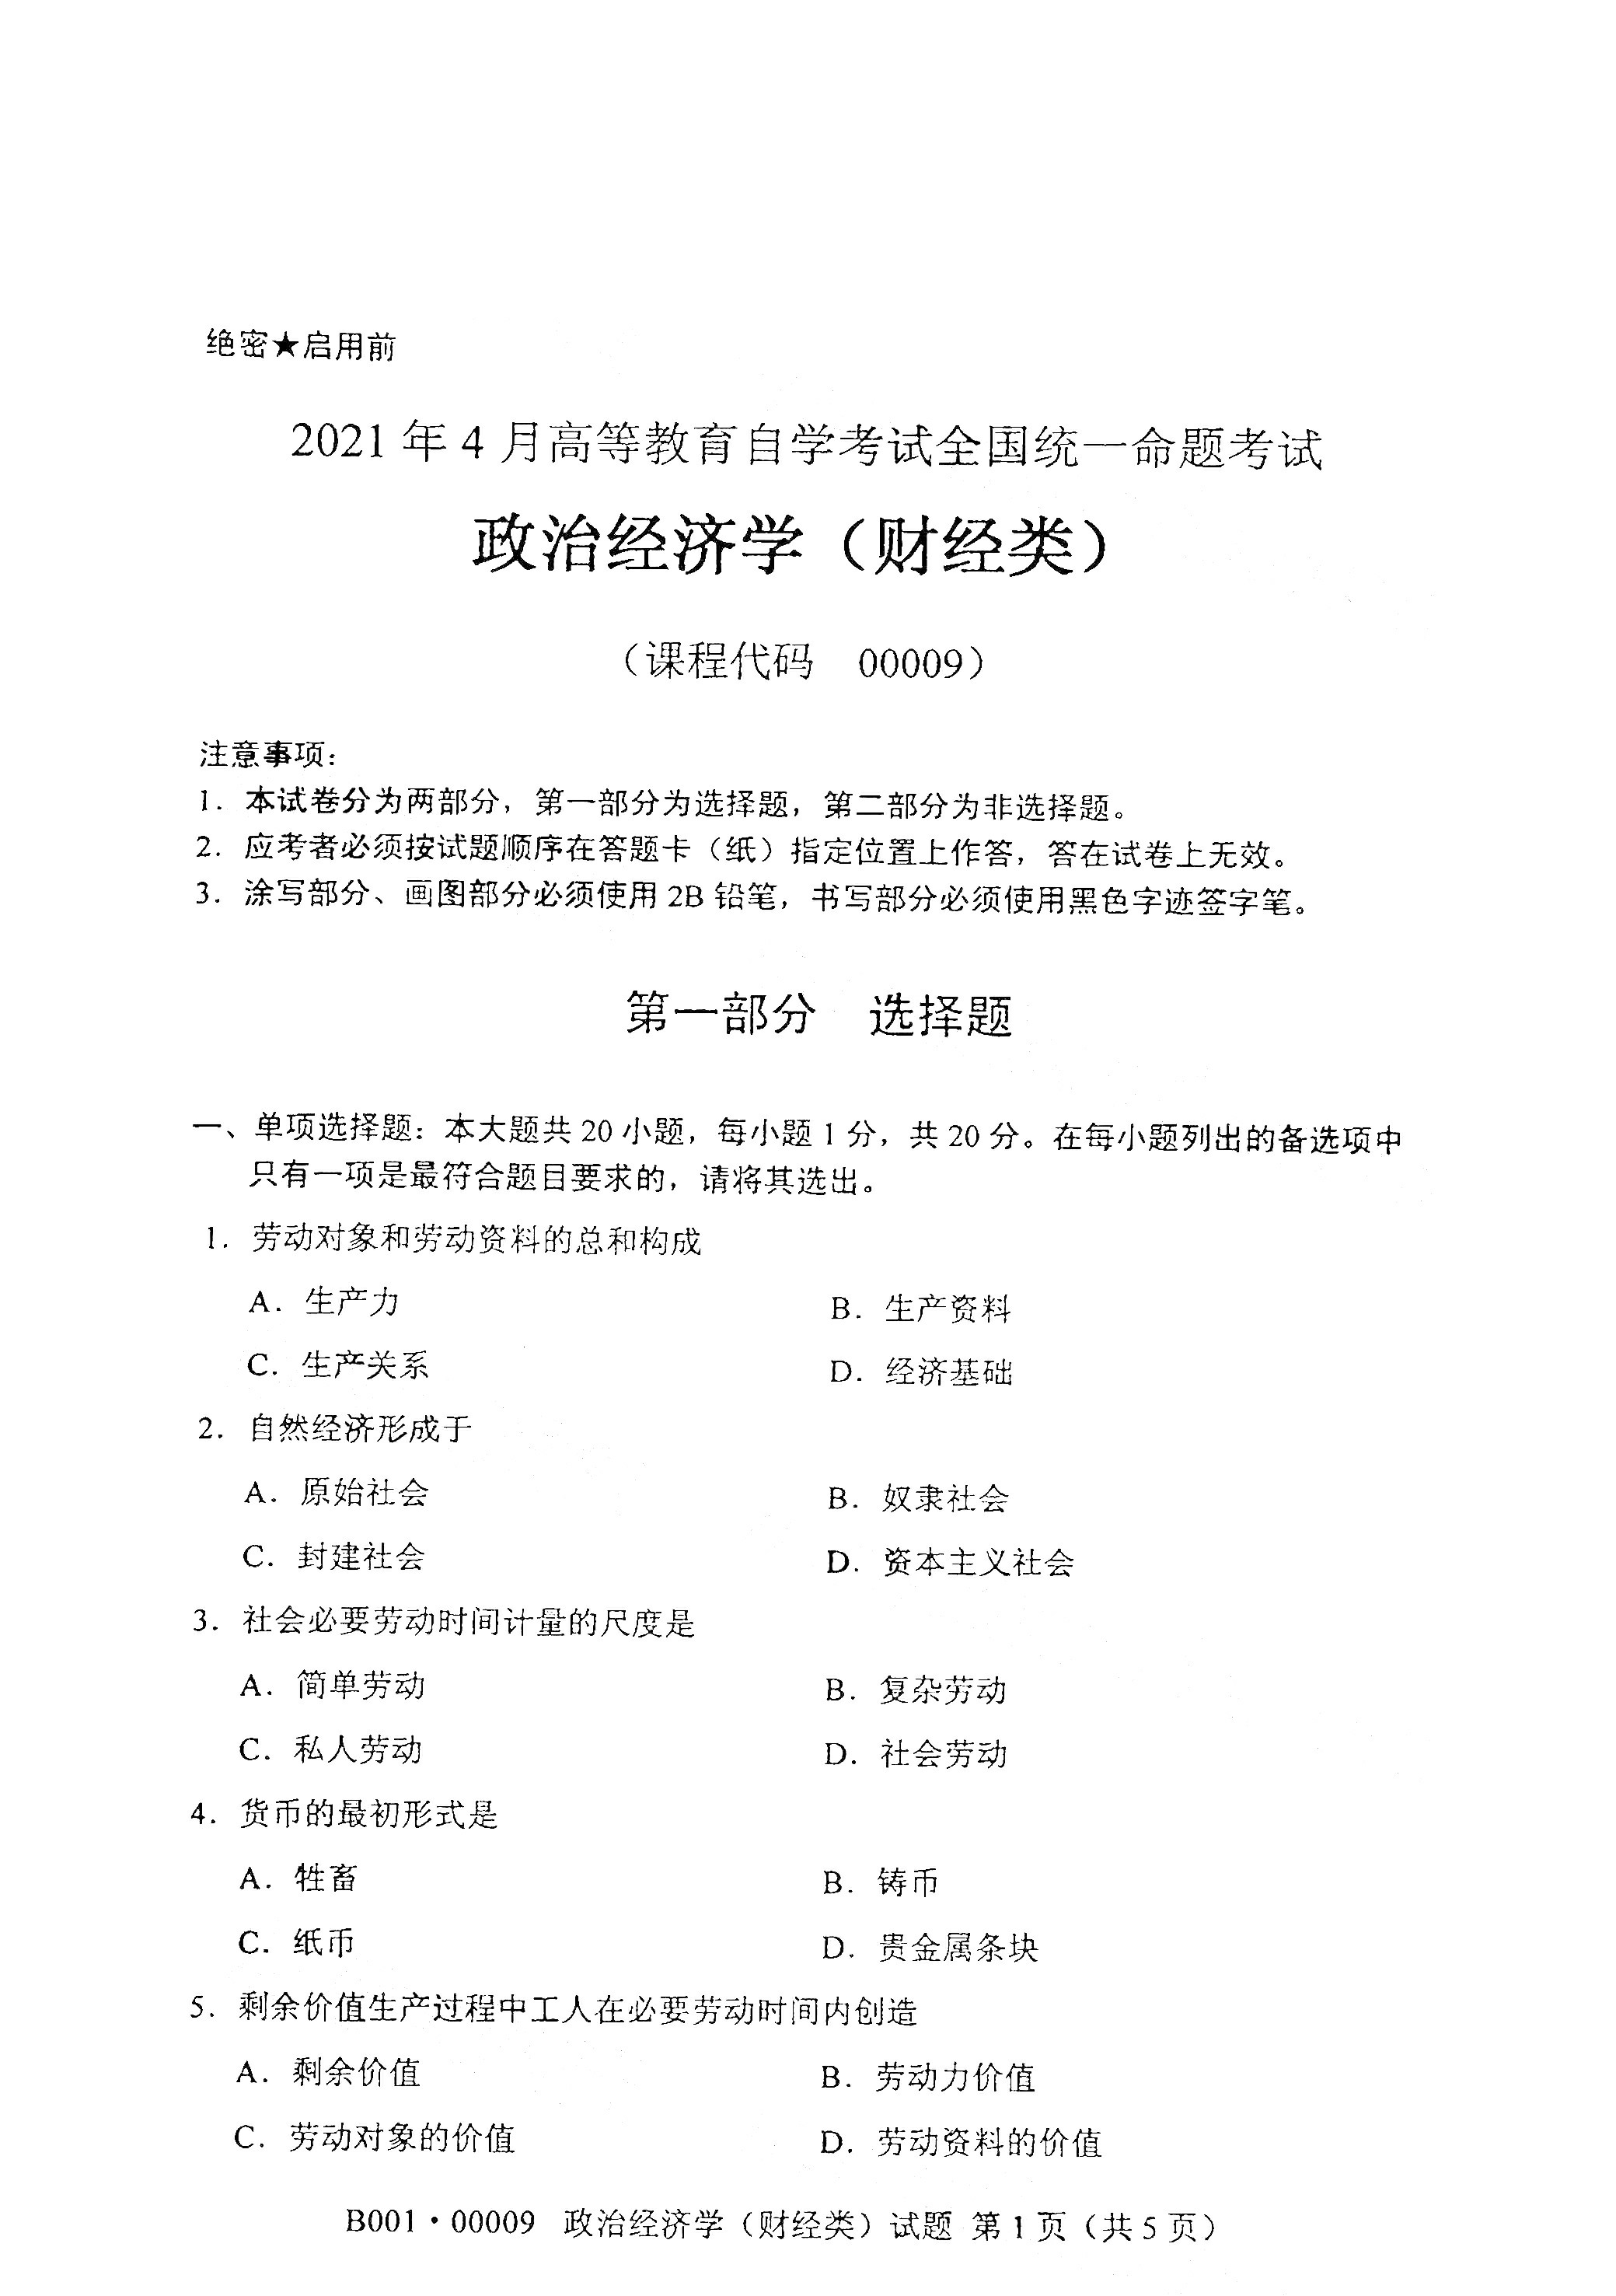 绝密★启用前
2021 年 4 月高等教育自学考试全国统一命题考试
政治经济学（财经类）
（课程代码 00009）
注意事项：
1. 本试卷分为两部分，第一部分为选择题，第二部分为非选择题。
2. 应考者必须按试题顺序在答题卡（纸）指定位置上作答，答在试卷上无效。
3. 涂写部分、画图部分必须使用 2B 铅笔，书写部分必须使用黑色字迹签字笔。
第一部分 选择题
一、单项选择题：本大题共 20 小题，每小题 1 分，共 20 分。在每小题列出的备选项中
只有一项是最符合题目要求的，请将其选出。
1. 劳动对象和劳动资料的总和构成
A. 生产力 B. 生产资料
C. 生产关系 D. 经济基础
2. 自然经济形成于
A. 原始社会 B. 奴隶社会
C. 封建社会 D. 资本主义社会
3. 社会必要劳动时间计量的尺度是
A. 简单劳动 B. 复杂劳动
C. 私人劳动 D. 社会劳动
4. 货币的最初形式是
A. 牲畜 B. 铸币
C. 纸币 D. 贵金属条块
5. 剩余价值生产过程中工人在必要劳动时间内创造
A. 剩余价值 B. 劳动力价值
C. 劳动对象的价值 D. 劳动资料的价值
B001·00009 政治经济学（财经类）试题 第 1 页（共 5 页）